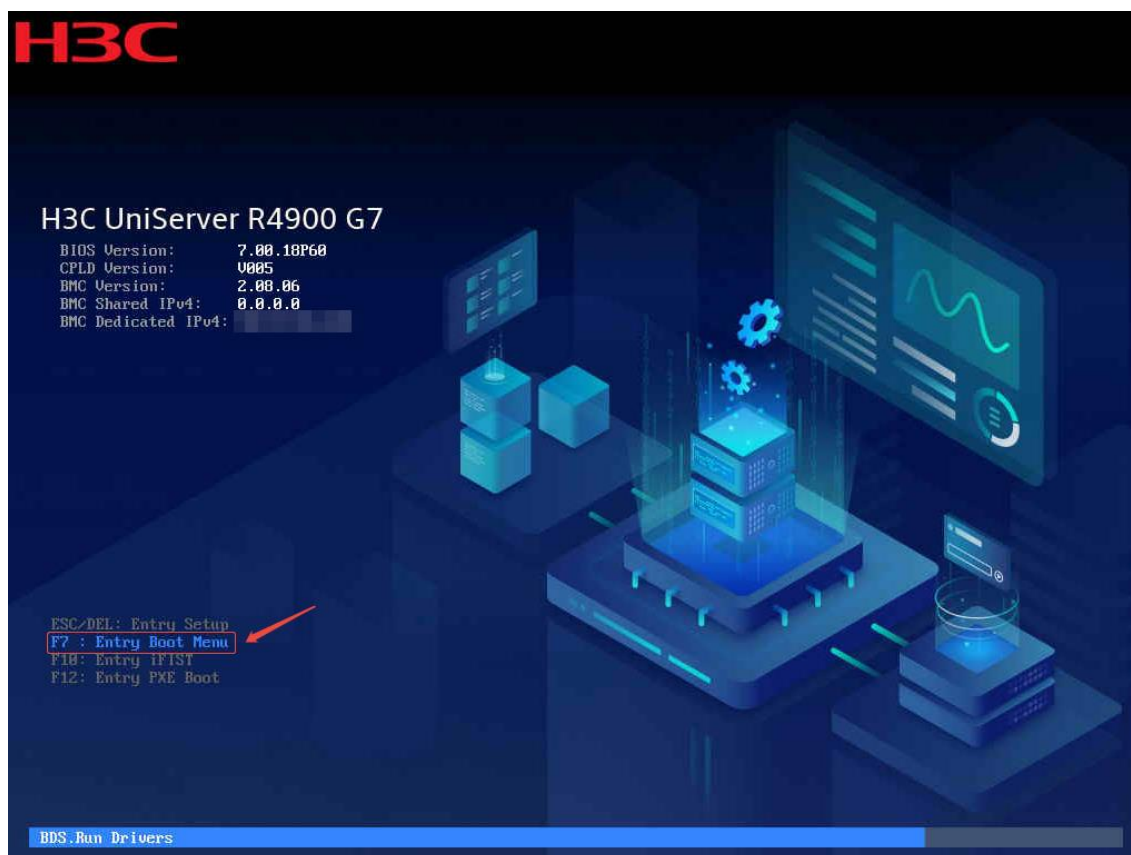 H3C
H3C UniServer R4900 G7
BIOS Version: 7.00.18P60
CPLD Version: V005
BMC Version: 2.08.06
BMC Shared IPv4: 0.0.0.0
BMC Dedicated IPv4:
ESC/DEL: Entry Setup
F7 : Entry Boot Menu
F10: Entry iFIST
F12: Entry PXE Boot
BDS.Run Drivers